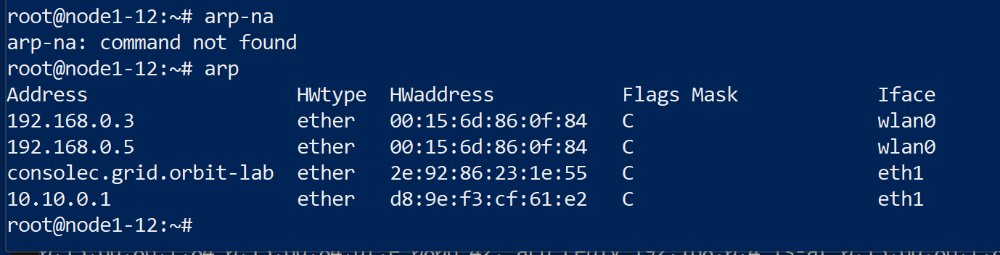 root@node1-12:~# arp-na
arp-na: command not found
root@node1-12:~# arp
Address                  HWtype  HWaddress           Flags Mask            Iface
192.168.0.3              ether   00:15:6d:86:0f:84   C                     wlan0
192.168.0.5              ether   00:15:6d:86:0f:84   C                     wlan0
consolec.grid.orbit-lab  ether   2e:92:86:23:1e:55   C                     eth1
10.10.0.1                ether   d8:9e:f3:cf:61:e2   C                     eth1
root@node1-12:~#